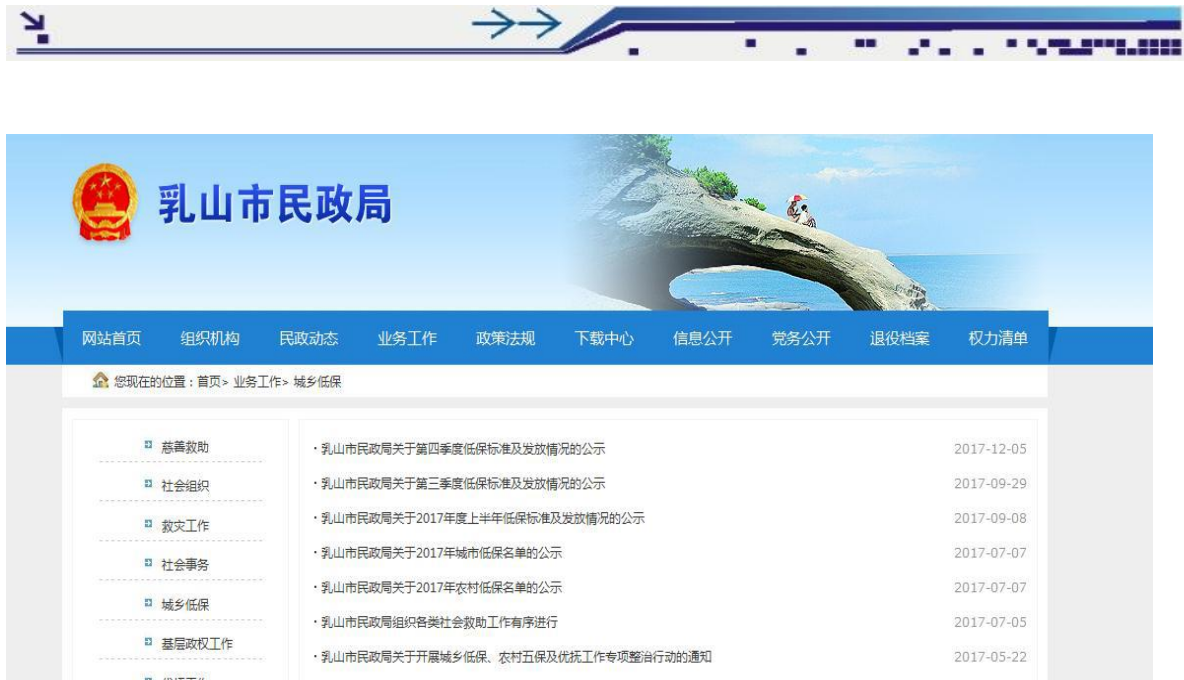 乳山市民政局
网站首页 组织机构 民政动态 业务工作 政策法规 下载中心 信息公开 党务公开 退役档案 权力清单
您现在的位置：首页> 业务工作> 城乡低保
慈善救助
社会组织
救灾工作
社会事务
城乡低保
基层政权工作
·乳山市民政局关于第四季度低保标准及发放情况的公示 2017-12-05
·乳山市民政局关于第三季度低保标准及发放情况的公示 2017-09-29
·乳山市民政局关于2017年度上半年低保标准及发放情况的公示 2017-09-08
·乳山市民政局关于2017年城市低保名单的公示 2017-07-07
·乳山市民政局关于2017年农村低保名单的公示 2017-07-07
·乳山市民政局组织各类社会救助工作有序进行 2017-07-05
·乳山市民政局关于开展城乡低保、农村五保及优抚工作专项整治行动的通知 2017-05-22